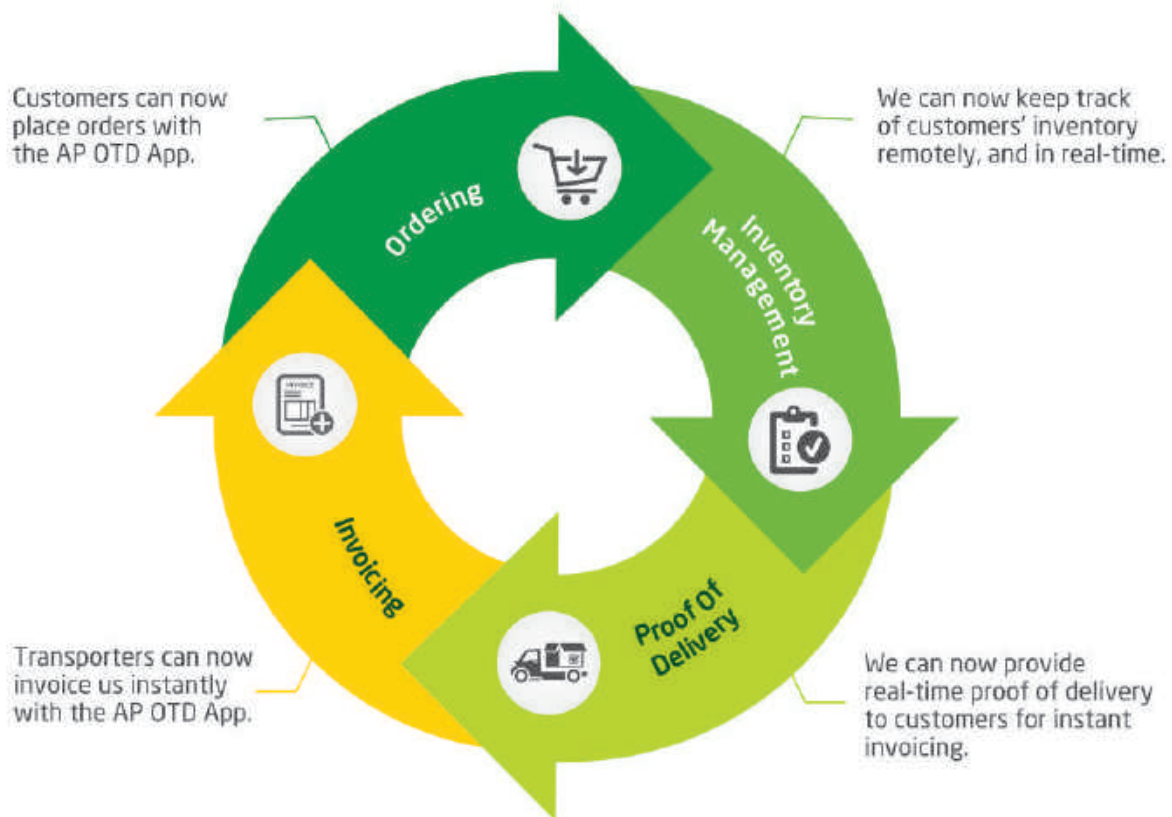 Customers can now
place orders with
the AP OTD App.
Ordering
We can now keep track
of customers' inventory
remotely, and in real-time.
Inventory
Management
Proof Of
Delivery
We can now provide
real-time proof of delivery
to customers for instant
invoicing.
INVOICE
Invoicing
Transporters can now
invoice us instantly
with the AP OTD App.